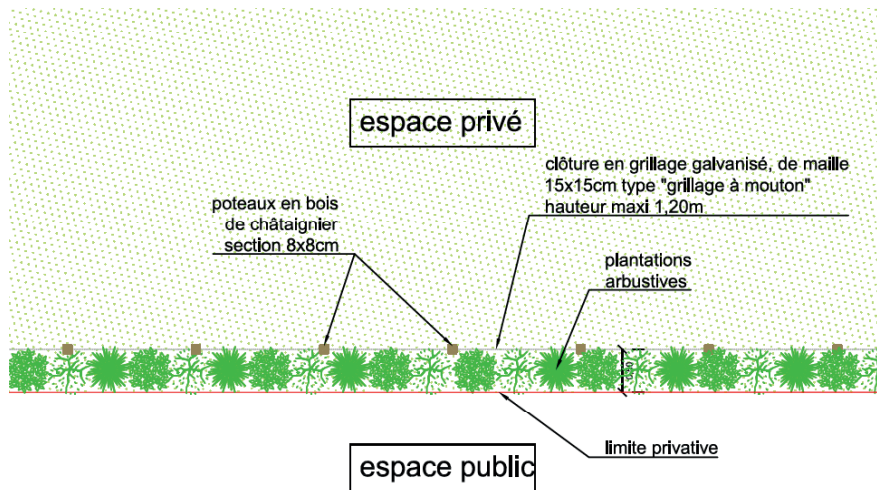 espace privé
clôture en grillage galvanisé, de maille
15x15cm type "grillage à mouton"
hauteur maxi 1,20m
poteaux en bois
de châtaignier
section 8x8cm
plantations
arbustives
limite privative
espace public